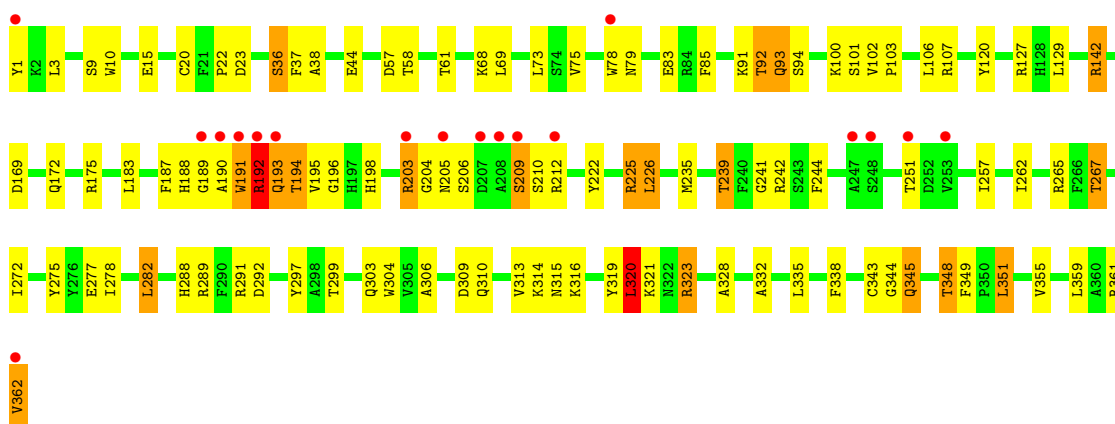 Y1 K2 L3 S9 W10 E15 C20 F21 P22 D23 S36 F37 A38 E44 D57 T58 T61 K68 L69 L73 S74 V75 W78 N79 E83 R84 F85 K91 T92 Q93 S94 K100 S101 V102 P103 L106 R107 Y120 R127 H128 L129 R142
D169 Q172 R175 L183 F187 H188 G189 A190 W191 R192 Q193 T194 V195 G196 H197 H198 R203 G204 N205 S206 D207 A208 S209 S210 R212 Y222 R225 L226 M235 T239 F240 G241 R242 S243 F244 A247 S248 T251 D252 V253 I257 I262 R265 F266 T267
I272 Y275 Y276 E277 I278 L282 H288 R289 F290 R291 D292 Y297 A298 T299 Q303 W304 V305 A306 D309 Q310 V313 K314 N315 K316 Y319 L320 K321 N322 R323 A328 A332 L335 F338 C343 G344 Q345 T348 F349 P350 L351 V355 L359 A360 R361
V362